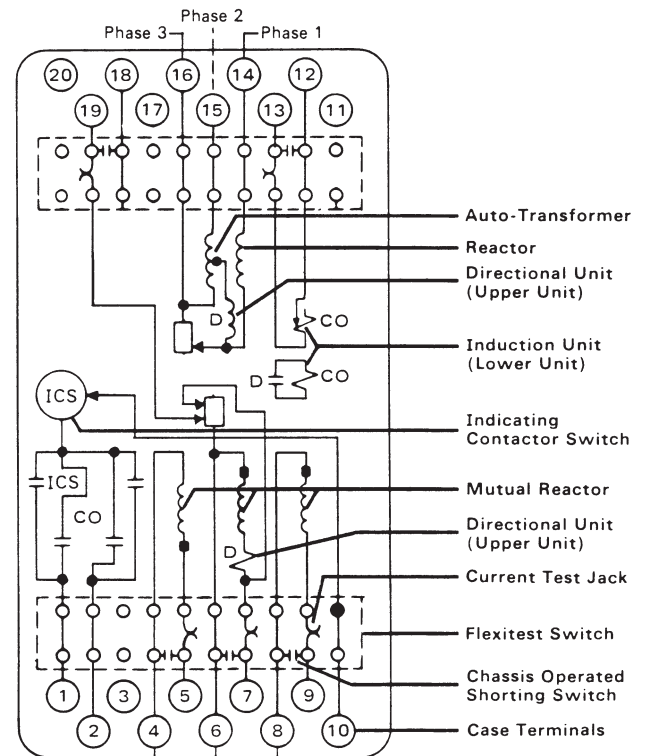 Phase 2
Phase 3
Phase 1
20
18
16
14
12
19
17
15
13
11
Auto-Transformer
Reactor
Directional Unit
(Upper Unit)
D
CO
Induction Unit
(Lower Unit)
D
CO
ICS
Indicating
Contactor Switch
ICS
CO
Mutual Reactor
Directional Unit
(Upper Unit)
D
Current Test Jack
Flexitest Switch
Chassis Operated
Shorting Switch
1
3
5
7
9
2
4
6
8
10
Case Terminals